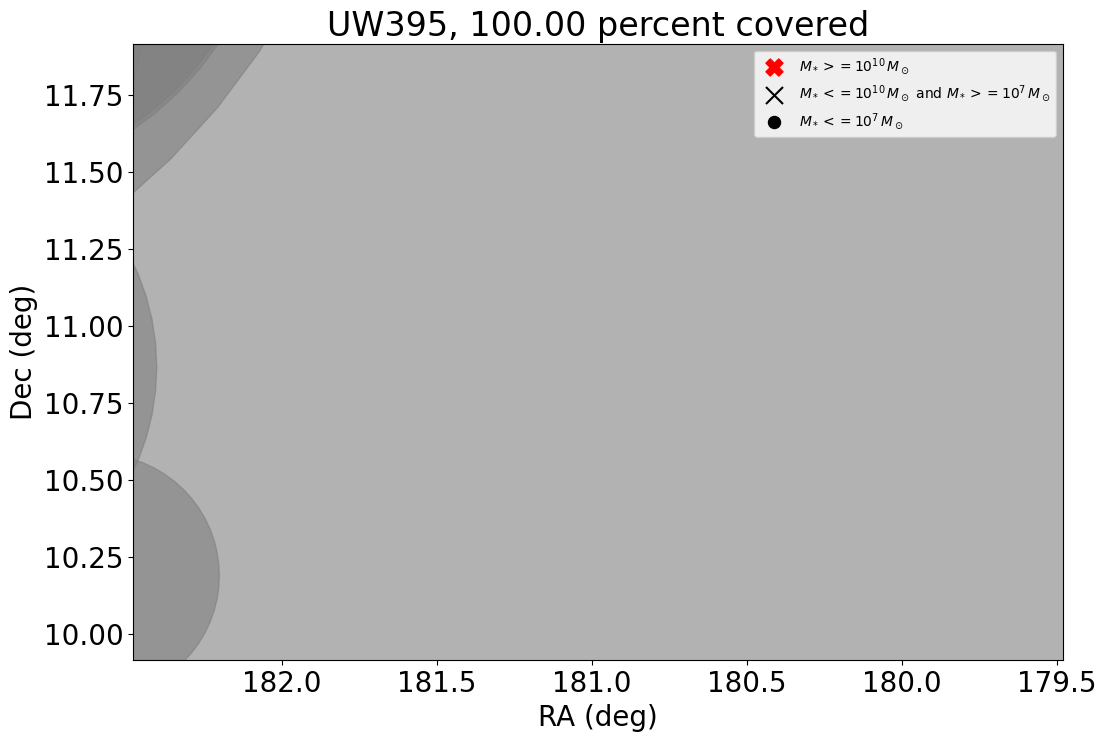 UW395, 100.00 percent covered
M* >= 10^10 M⊙
M* <= 10^10 M⊙ and M* >= 10^7 M⊙
M* <= 10^7 M⊙
11.75
11.50
11.25
11.00
10.75
10.50
10.25
10.00
Dec (deg)
182.0 181.5 181.0 180.5 180.0 179.5
RA (deg)